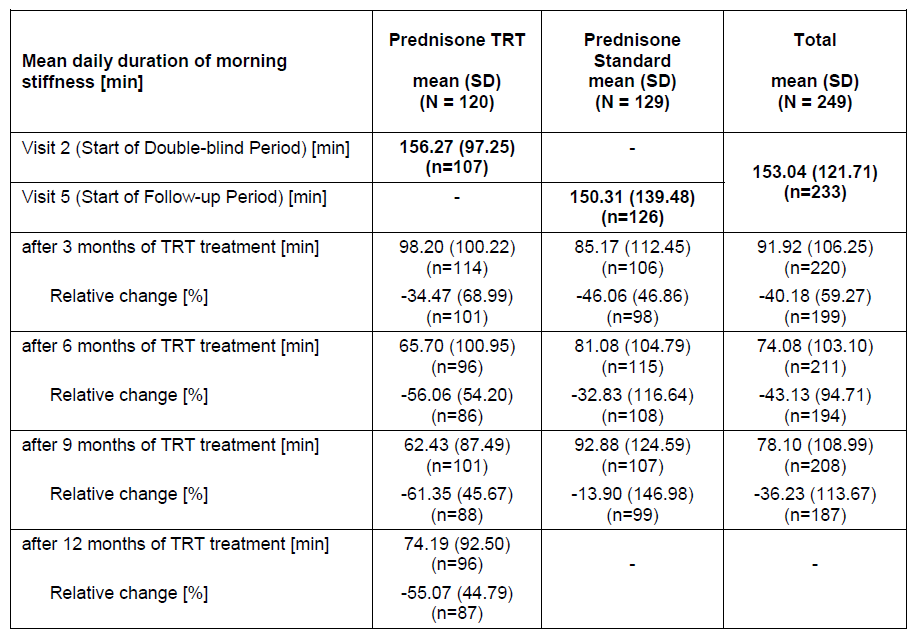 Mean daily duration of morning
stiffness [min]
Prednisone TRT
mean (SD)
(N = 120)
Prednisone
Standard
mean (SD)
(N = 129)
Total
mean (SD)
(N = 249)
Visit 2 (Start of Double-blind Period) [min]
156.27 (97.25)
(n=107)
-
153.04 (121.71)
(n=233)
Visit 5 (Start of Follow-up Period) [min]
-
150.31 (139.48)
(n=126)
after 3 months of TRT treatment [min]
98.20 (100.22)
(n=114)
85.17 (112.45)
(n=106)
91.92 (106.25)
(n=220)
Relative change [%]
-34.47 (68.99)
(n=101)
-46.06 (46.86)
(n=98)
-40.18 (59.27)
(n=199)
after 6 months of TRT treatment [min]
65.70 (100.95)
(n=96)
81.08 (104.79)
(n=115)
74.08 (103.10)
(n=211)
Relative change [%]
-56.06 (54.20)
(n=86)
-32.83 (116.64)
(n=108)
-43.13 (94.71)
(n=194)
after 9 months of TRT treatment [min]
62.43 (87.49)
(n=101)
92.88 (124.59)
(n=107)
78.10 (108.99)
(n=208)
Relative change [%]
-61.35 (45.67)
(n=88)
-13.90 (146.98)
(n=99)
-36.23 (113.67)
(n=187)
after 12 months of TRT treatment [min]
74.19 (92.50)
(n=96)
-
-
Relative change [%]
-55.07 (44.79)
(n=87)